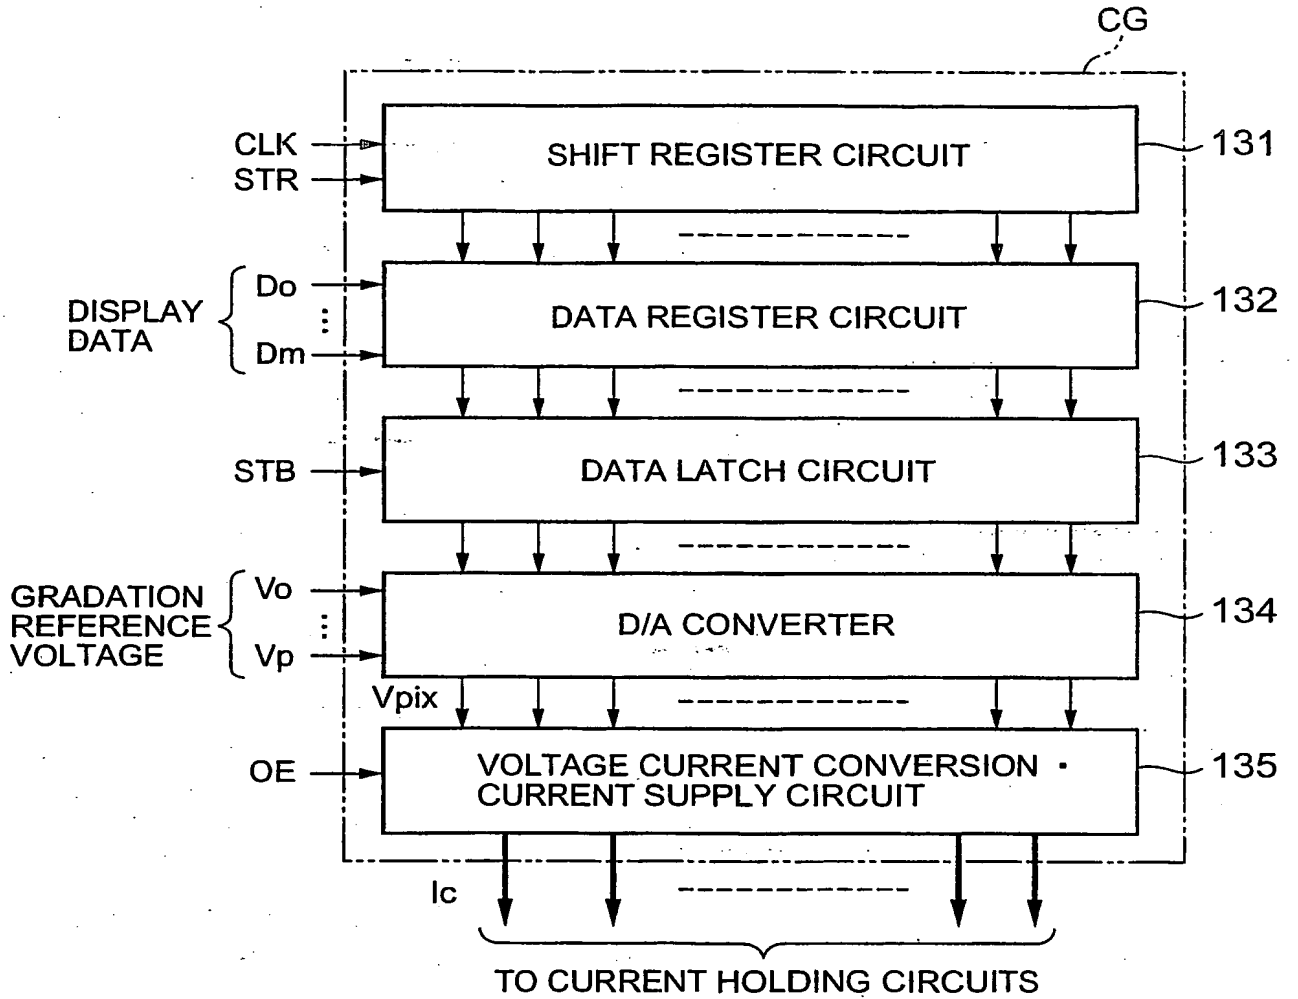 CG
CLK
STR
SHIFT REGISTER CIRCUIT
131
DISPLAY
DATA
Do
Dm
DATA REGISTER CIRCUIT
132
STB
DATA LATCH CIRCUIT
133
GRADATION
REFERENCE
VOLTAGE
Vo
Vp
D/A CONVERTER
134
Vpix
OE
VOLTAGE CURRENT CONVERSION ·
CURRENT SUPPLY CIRCUIT
135
Ic
TO CURRENT HOLDING CIRCUITS